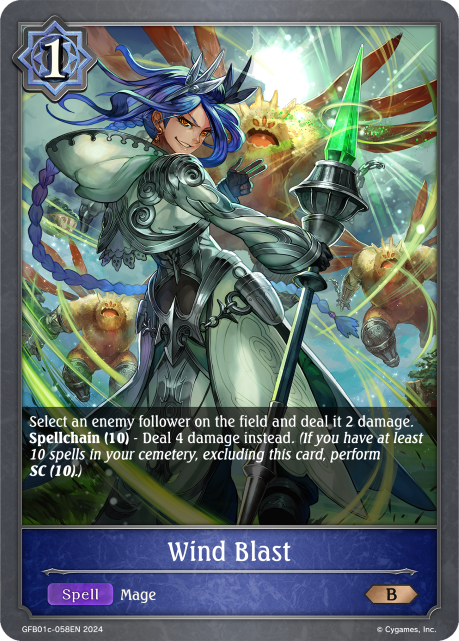 1
Select an enemy follower on the field and deal it 2 damage.
Spellchain (10) - Deal 4 damage instead. (If you have at least
10 spells in your cemetery, excluding this card, perform
SC (10).)
Wind Blast
Spell Mage B
GFB01c-058EN 2024 © Cygames, Inc.